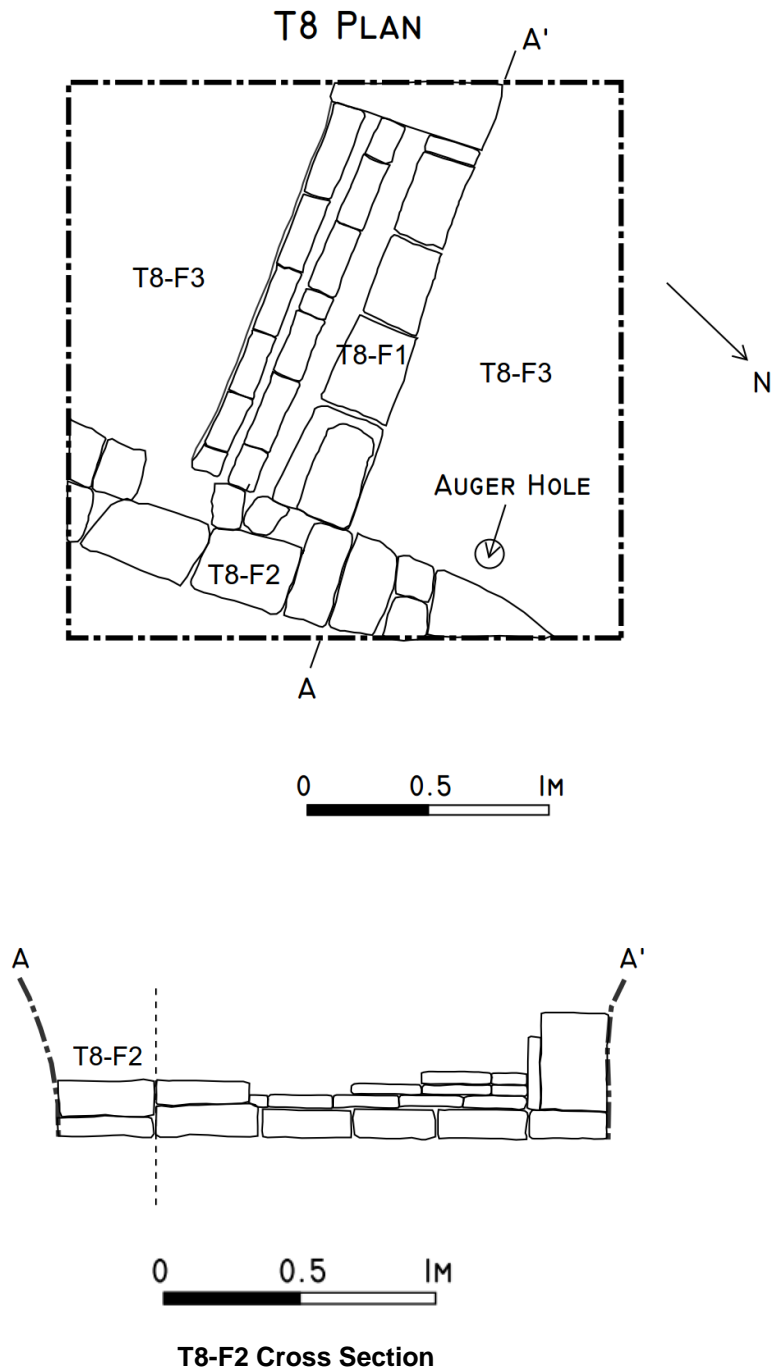 T8 PLAN
A'
T8-F3
T8-F1
T8-F3
N
AUGER HOLE
T8-F2
A
0 0.5 1M
A
A'
T8-F2
0 0.5 1M
T8-F2 Cross Section